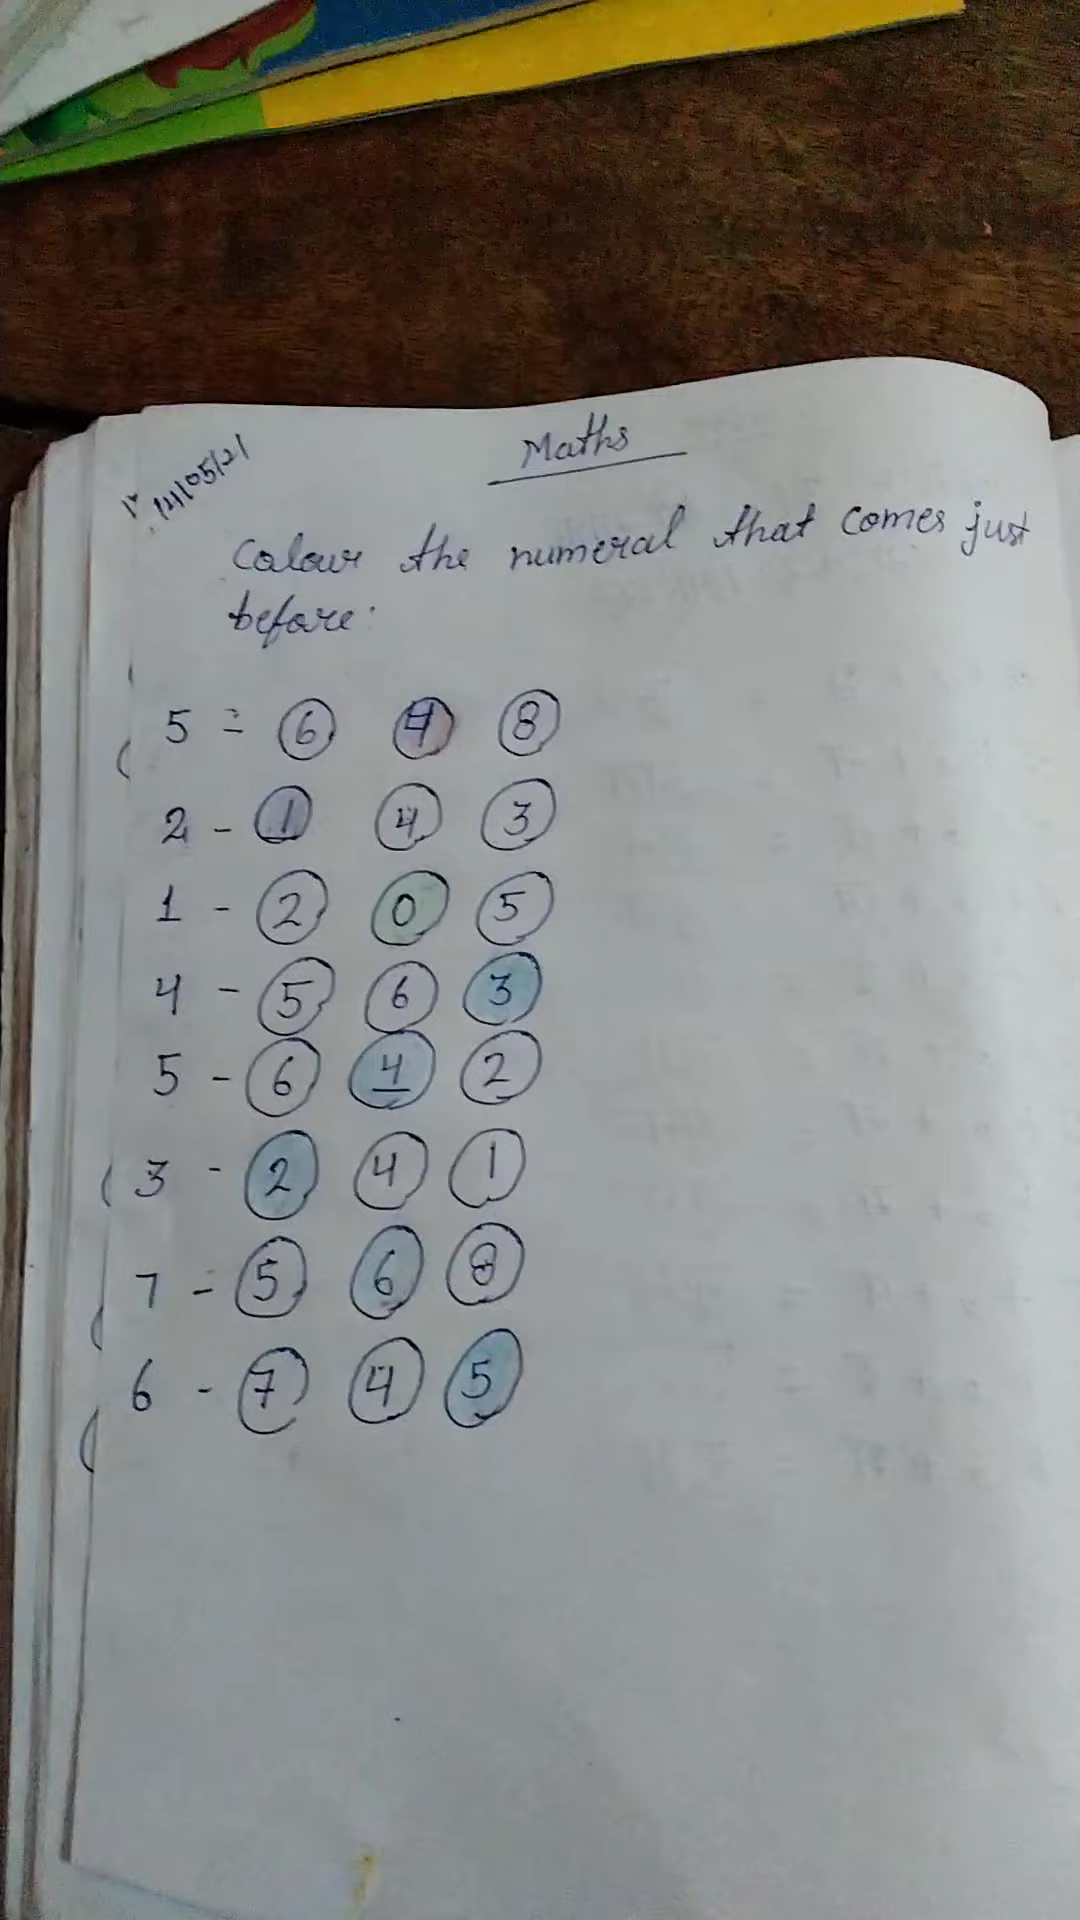 14/05/21
Maths
Colour the numeral that comes just
before:
5 = 6 4 8
2 - 1 4 3
1 - 2 0 5
4 - 5 6 3
5 - 6 4 2
3 - 2 4 1
7 - 5 6 8
6 - 7 4 5